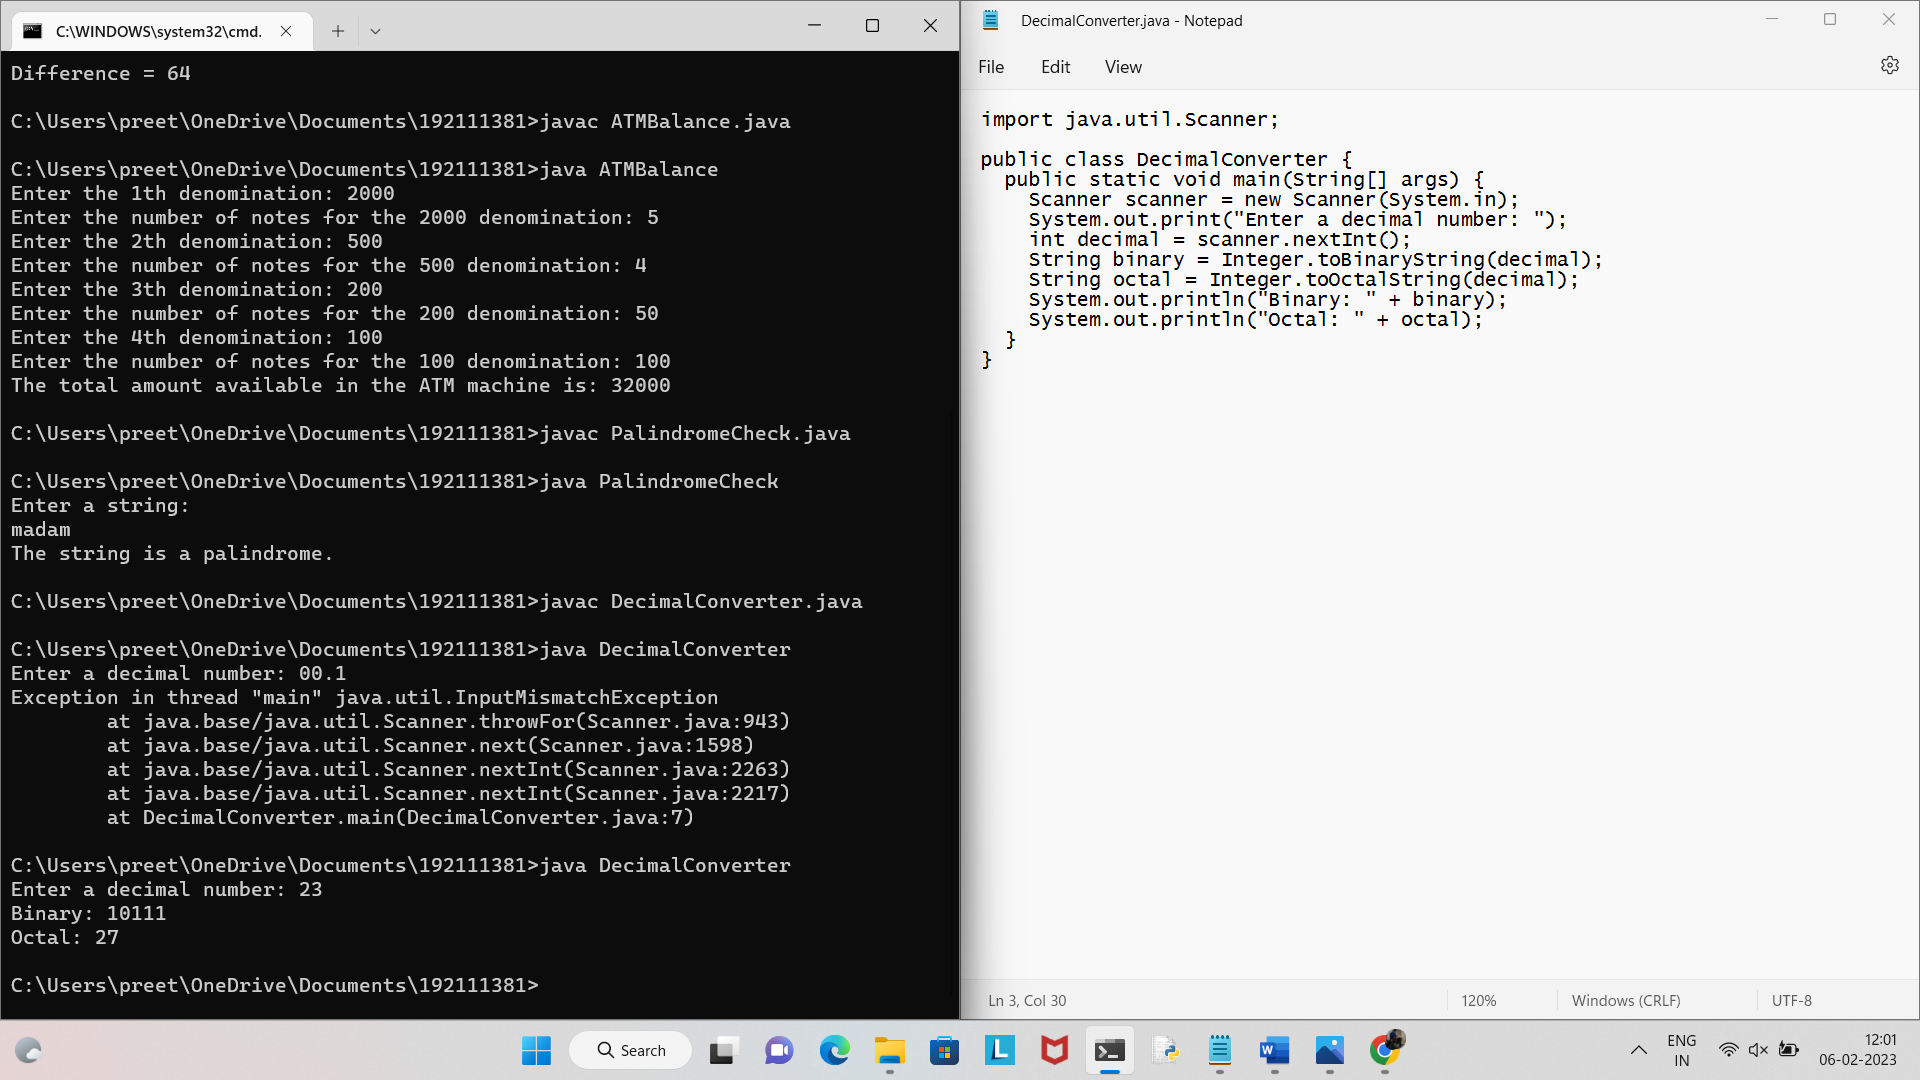 C:\WINDOWS\system32\cmd.
Difference = 64
C:\Users\preet\OneDrive\Documents\192111381>javac ATMBalance.java
C:\Users\preet\OneDrive\Documents\192111381>java ATMBalance
Enter the 1th denomination: 2000
Enter the number of notes for the 2000 denomination: 5
Enter the 2th denomination: 500
Enter the number of notes for the 500 denomination: 4
Enter the 3th denomination: 200
Enter the number of notes for the 200 denomination: 50
Enter the 4th denomination: 100
Enter the number of notes for the 100 denomination: 100
The total amount available in the ATM machine is: 32000
C:\Users\preet\OneDrive\Documents\192111381>javac PalindromeCheck.java
C:\Users\preet\OneDrive\Documents\192111381>java PalindromeCheck
Enter a string:
madam
The string is a palindrome.
C:\Users\preet\OneDrive\Documents\192111381>javac DecimalConverter.java
C:\Users\preet\OneDrive\Documents\192111381>java DecimalConverter
Enter a decimal number: 00.1
Exception in thread "main" java.util.InputMismatchException
        at java.base/java.util.Scanner.throwFor(Scanner.java:943)
        at java.base/java.util.Scanner.next(Scanner.java:1598)
        at java.base/java.util.Scanner.nextInt(Scanner.java:2263)
        at java.base/java.util.Scanner.nextInt(Scanner.java:2217)
        at DecimalConverter.main(DecimalConverter.java:7)
C:\Users\preet\OneDrive\Documents\192111381>java DecimalConverter
Enter a decimal number: 23
Binary: 10111
Octal: 27
C:\Users\preet\OneDrive\Documents\192111381>
DecimalConverter.java - Notepad
File Edit View
import java.util.Scanner;
public class DecimalConverter {
  public static void main(String[] args) {
    Scanner scanner = new Scanner(System.in);
    System.out.print("Enter a decimal number: ");
    int decimal = scanner.nextInt();
    String binary = Integer.toBinaryString(decimal);
    String octal = Integer.toOctalString(decimal);
    System.out.println("Binary: " + binary);
    System.out.println("Octal: " + octal);
  }
}
Ln 3, Col 30 120% Windows (CRLF) UTF-8
Search
L
W
ENG
IN
12:01
06-02-2023